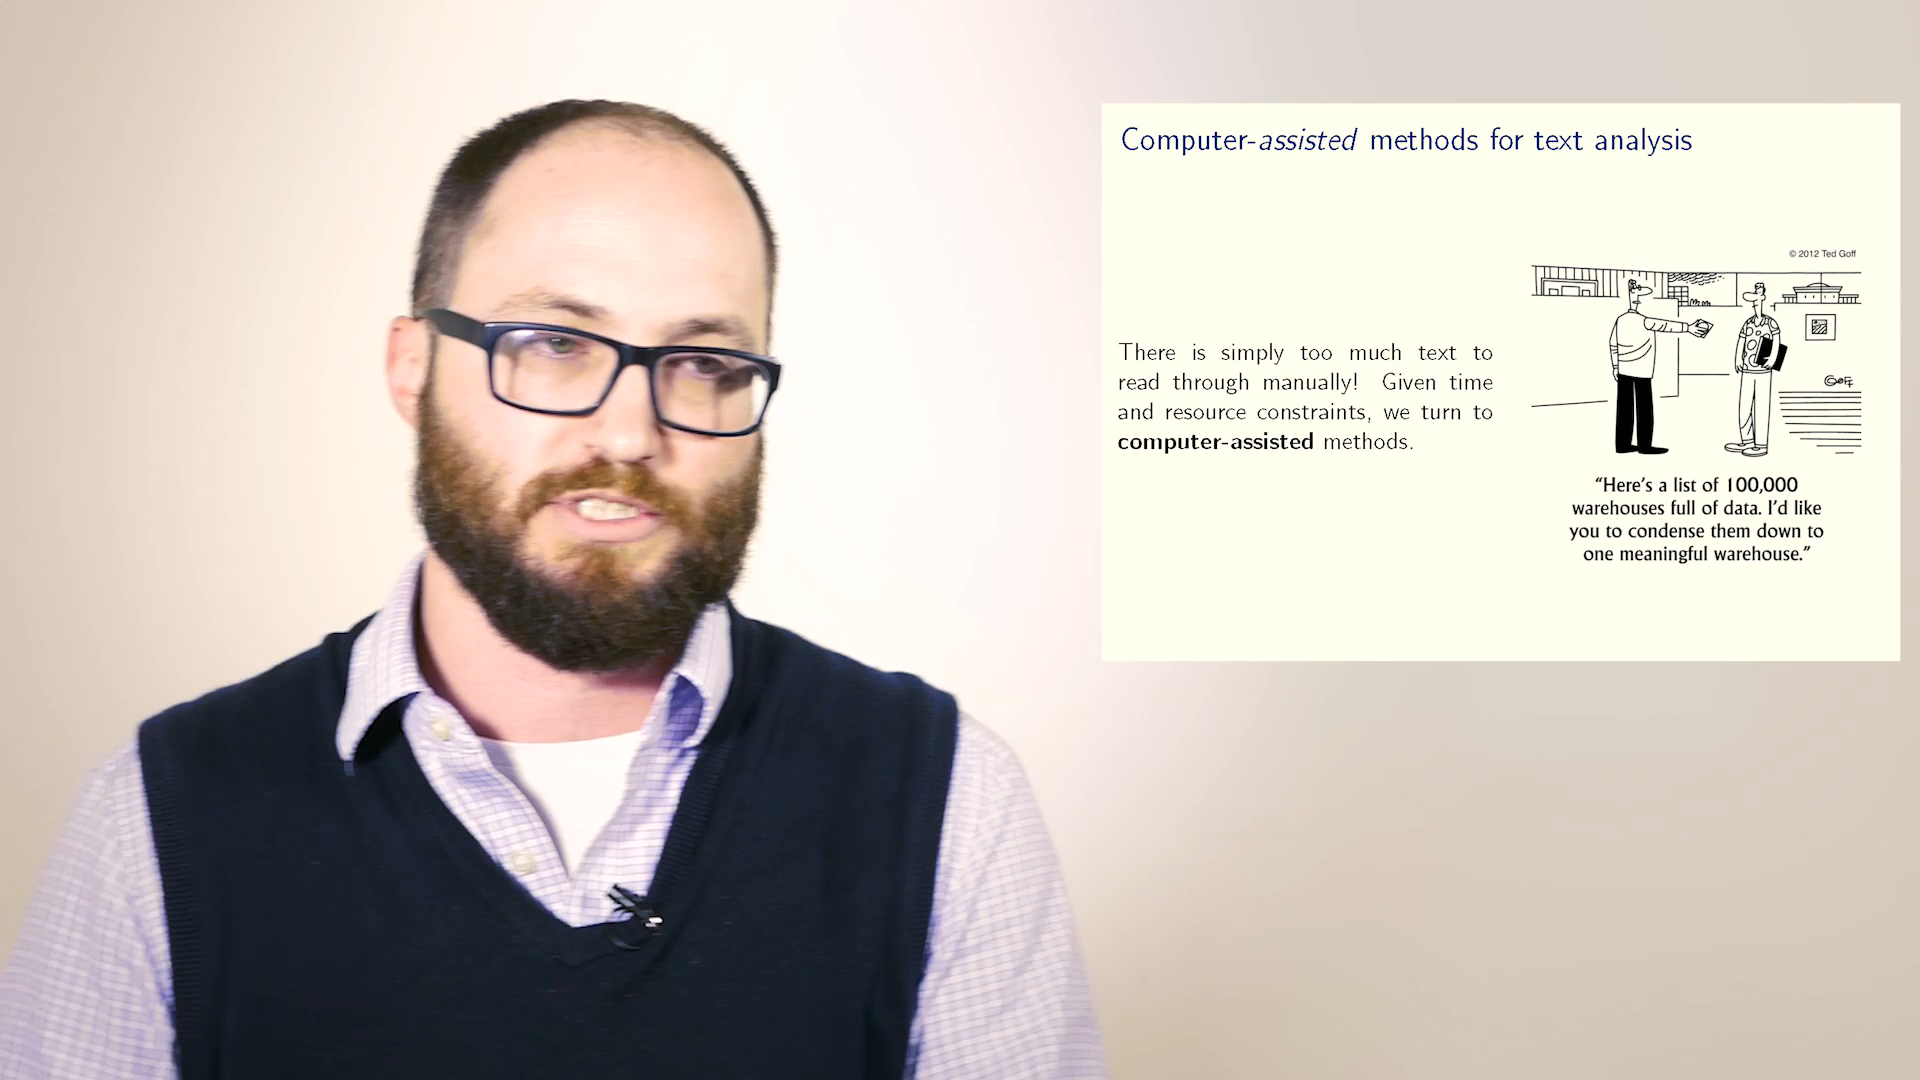 Computer-assisted methods for text analysis
© 2012 Ted Goff
There is simply too much text to
read through manually! Given time
and resource constraints, we turn to
computer-assisted methods.
GOFF
“Here’s a list of 100,000
warehouses full of data. I’d like
you to condense them down to
one meaningful warehouse.”